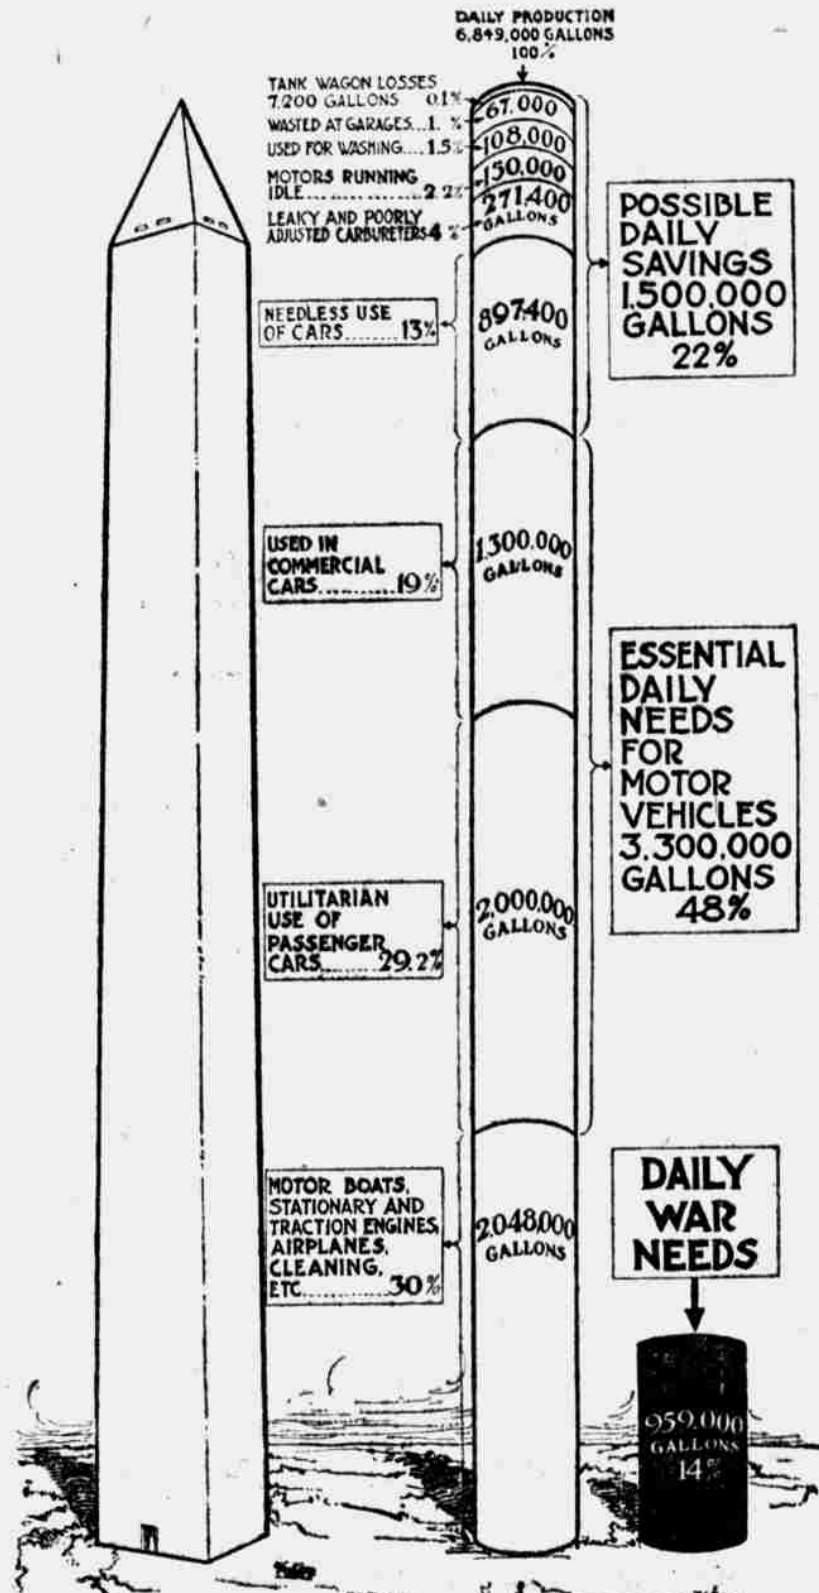 DAILY PRODUCTION
6,849,000 GALLONS
100%
TANK WAGON LOSSES
7,200 GALLONS 0.1%
WASTED AT GARAGES...1. %
USED FOR WASHING....1.5%
MOTORS RUNNING
IDLE.................2.2%
LEAKY AND POORLY
ADJUSTED CARBURETERS 4 %
67,000
108,000
150,000
271,400
GALLONS
POSSIBLE
DAILY
SAVINGS
1,500,000
GALLONS
22%
NEEDLESS USE
OF CARS........13%
897,400
GALLONS
USED IN
COMMERCIAL
CARS...........19%
1,300,000
GALLONS
ESSENTIAL
DAILY
NEEDS
FOR
MOTOR
VEHICLES
3,300,000
GALLONS
48%
UTILITARIAN
USE OF
PASSENGER
CARS........29.2%
2,000,000
GALLONS
MOTOR BOATS,
STATIONARY AND
TRACTION ENGINES,
AIRPLANES,
CLEANING,
ETC............30%
2,048,000
GALLONS
DAILY
WAR
NEEDS
959,000
GALLONS
14%